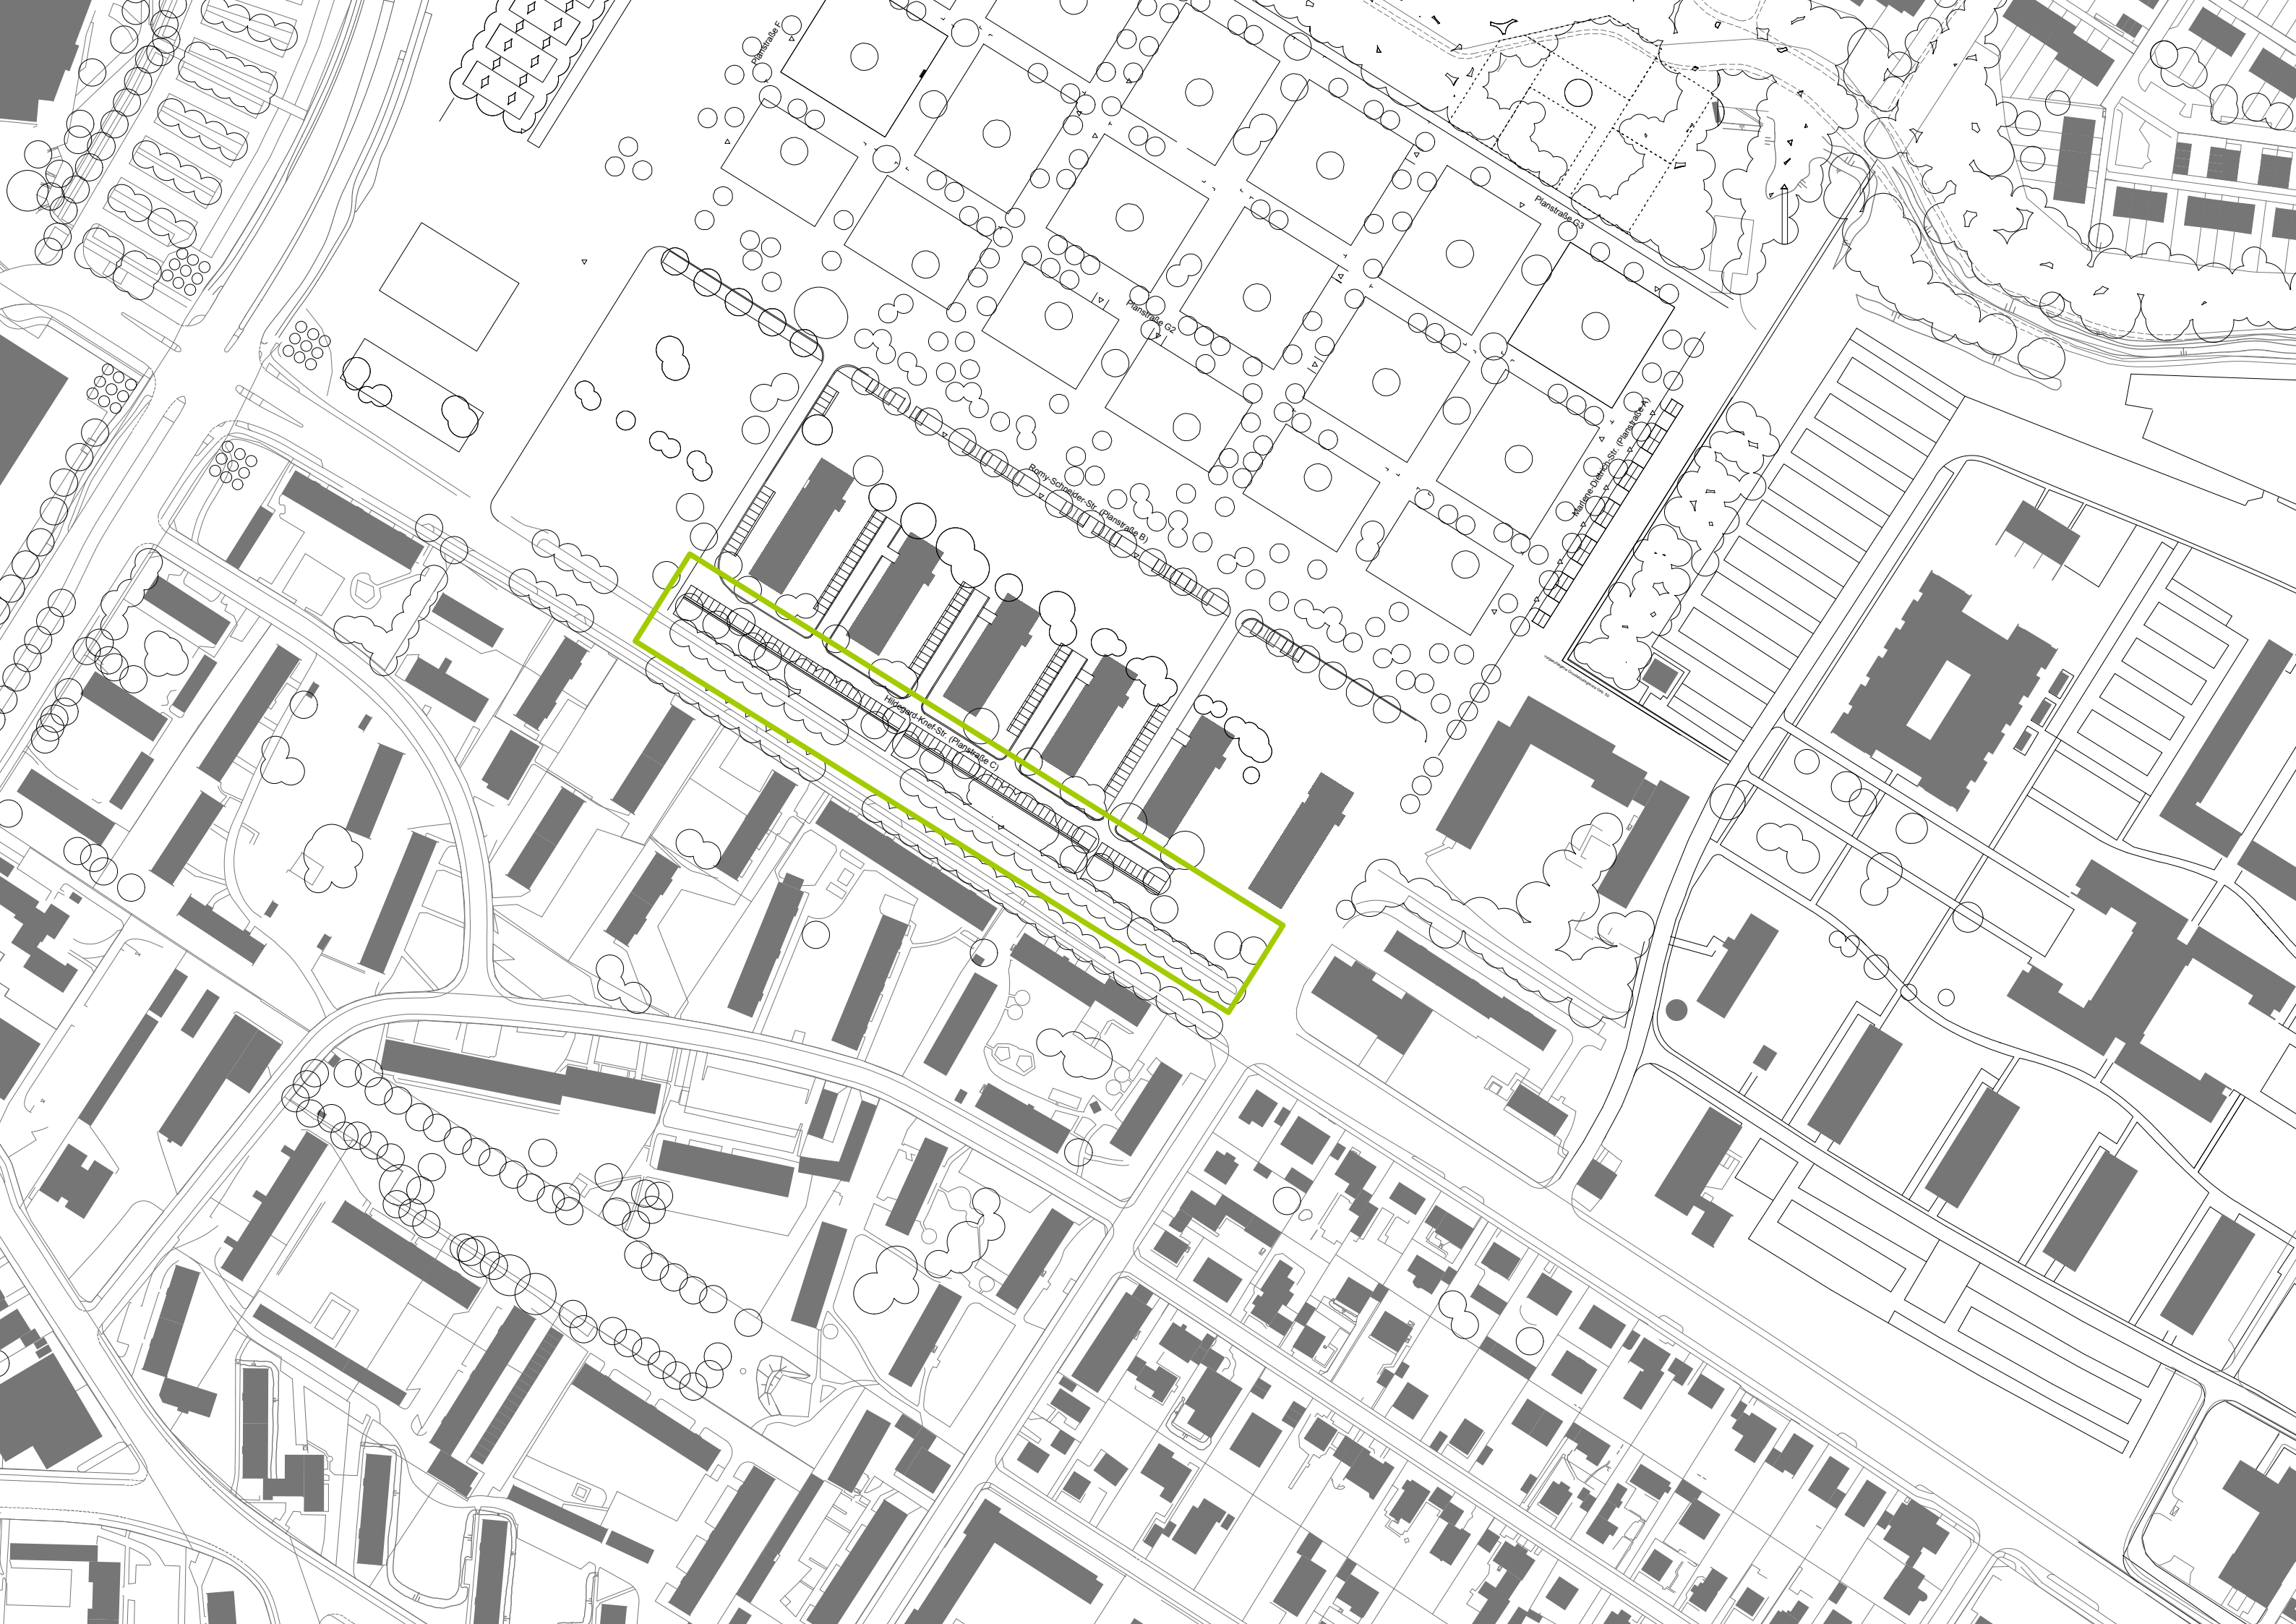 Planstraße F
Planstraße G3
Planstraße G2
Marlene-Dietrich-Str. (Planstraße A)
Romy-Schneider-Str. (Planstraße B)
Hildegard-Knef-Str. (Planstraße C)